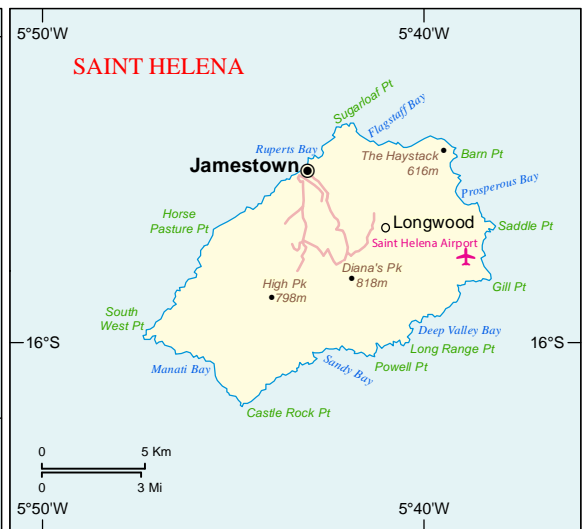 5°50'W
5°40'W
SAINT HELENA
Sugarloaf Pt
Flagstaff Bay
Ruperts Bay
The Haystack
616m
Barn Pt
Jamestown
Prosperous Bay
Horse
Pasture Pt
Longwood
Saddle Pt
Saint Helena Airport
Diana's Pk
818m
High Pk
798m
Gill Pt
South
West Pt
Deep Valley Bay
16°S
16°S
Long Range Pt
Manati Bay
Sandy Bay
Powell Pt
Castle Rock Pt
0
5 Km
0
3 Mi
5°50'W
5°40'W